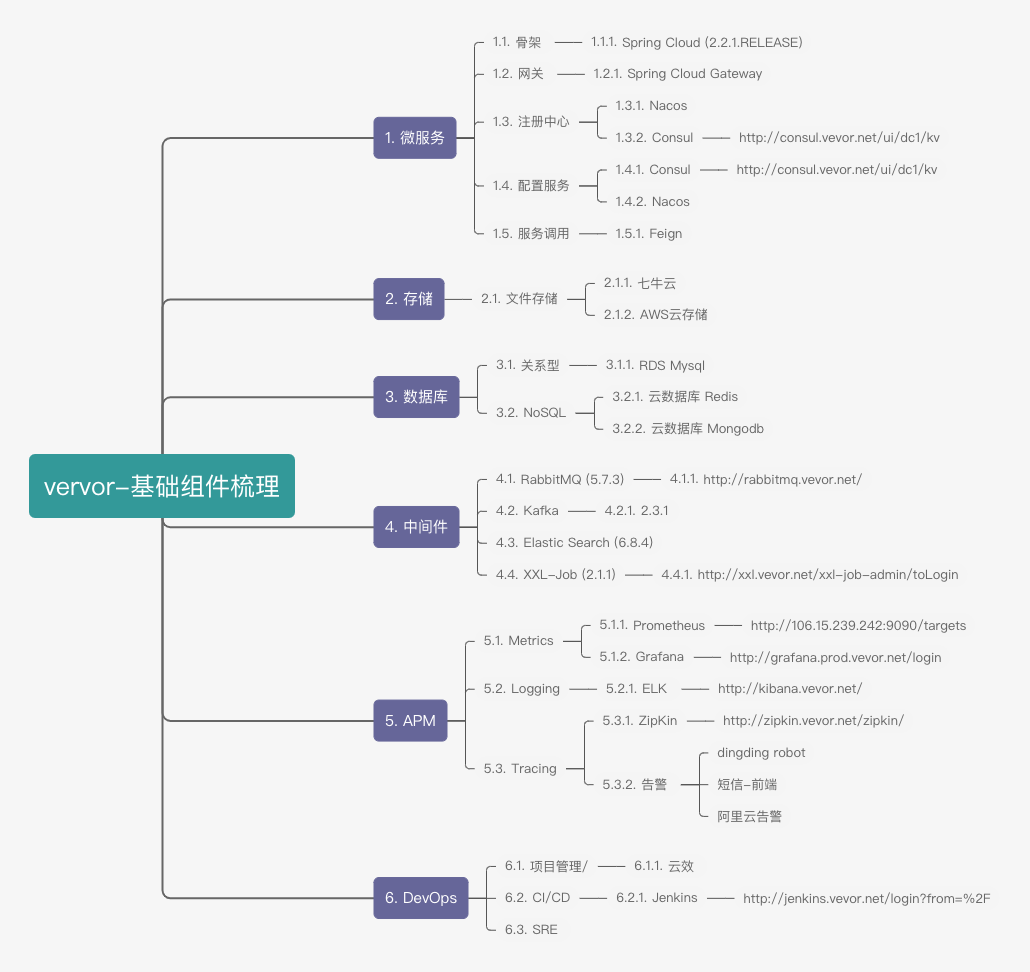 vervor-基础组件梳理
1. 微服务
1.1. 骨架
1.1.1. Spring Cloud (2.2.1.RELEASE)
1.2. 网关
1.2.1. Spring Cloud Gateway
1.3. 注册中心
1.3.1. Nacos
1.3.2. Consul
http://consul.vevor.net/ui/dc1/kv
1.4. 配置服务
1.4.1. Consul
http://consul.vevor.net/ui/dc1/kv
1.4.2. Nacos
1.5. 服务调用
1.5.1. Feign
2. 存储
2.1. 文件存储
2.1.1. 七牛云
2.1.2. AWS云存储
3. 数据库
3.1. 关系型
3.1.1. RDS Mysql
3.2. NoSQL
3.2.1. 云数据库 Redis
3.2.2. 云数据库 Mongodb
4. 中间件
4.1. RabbitMQ (5.7.3)
4.1.1. http://rabbitmq.vevor.net/
4.2. Kafka
4.2.1. 2.3.1
4.3. Elastic Search (6.8.4)
4.4. XXL-Job (2.1.1)
4.4.1. http://xxl.vevor.net/xxl-job-admin/toLogin
5. APM
5.1. Metrics
5.1.1. Prometheus
http://106.15.239.242:9090/targets
5.1.2. Grafana
http://grafana.prod.vevor.net/login
5.2. Logging
5.2.1. ELK
http://kibana.vevor.net/
5.3. Tracing
5.3.1. ZipKin
http://zipkin.vevor.net/zipkin/
5.3.2. 告警
dingding robot
短信-前端
阿里云告警
6. DevOps
6.1. 项目管理/
6.1.1. 云效
6.2. CI/CD
6.2.1. Jenkins
http://jenkins.vevor.net/login?from=%2F
6.3. SRE